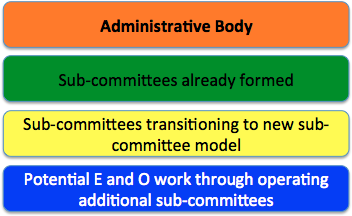 Administrative Body
Sub-committees already formed
Sub-committees transitioning to new sub-
committee model
Potential E and O work through operating
additional sub-committees